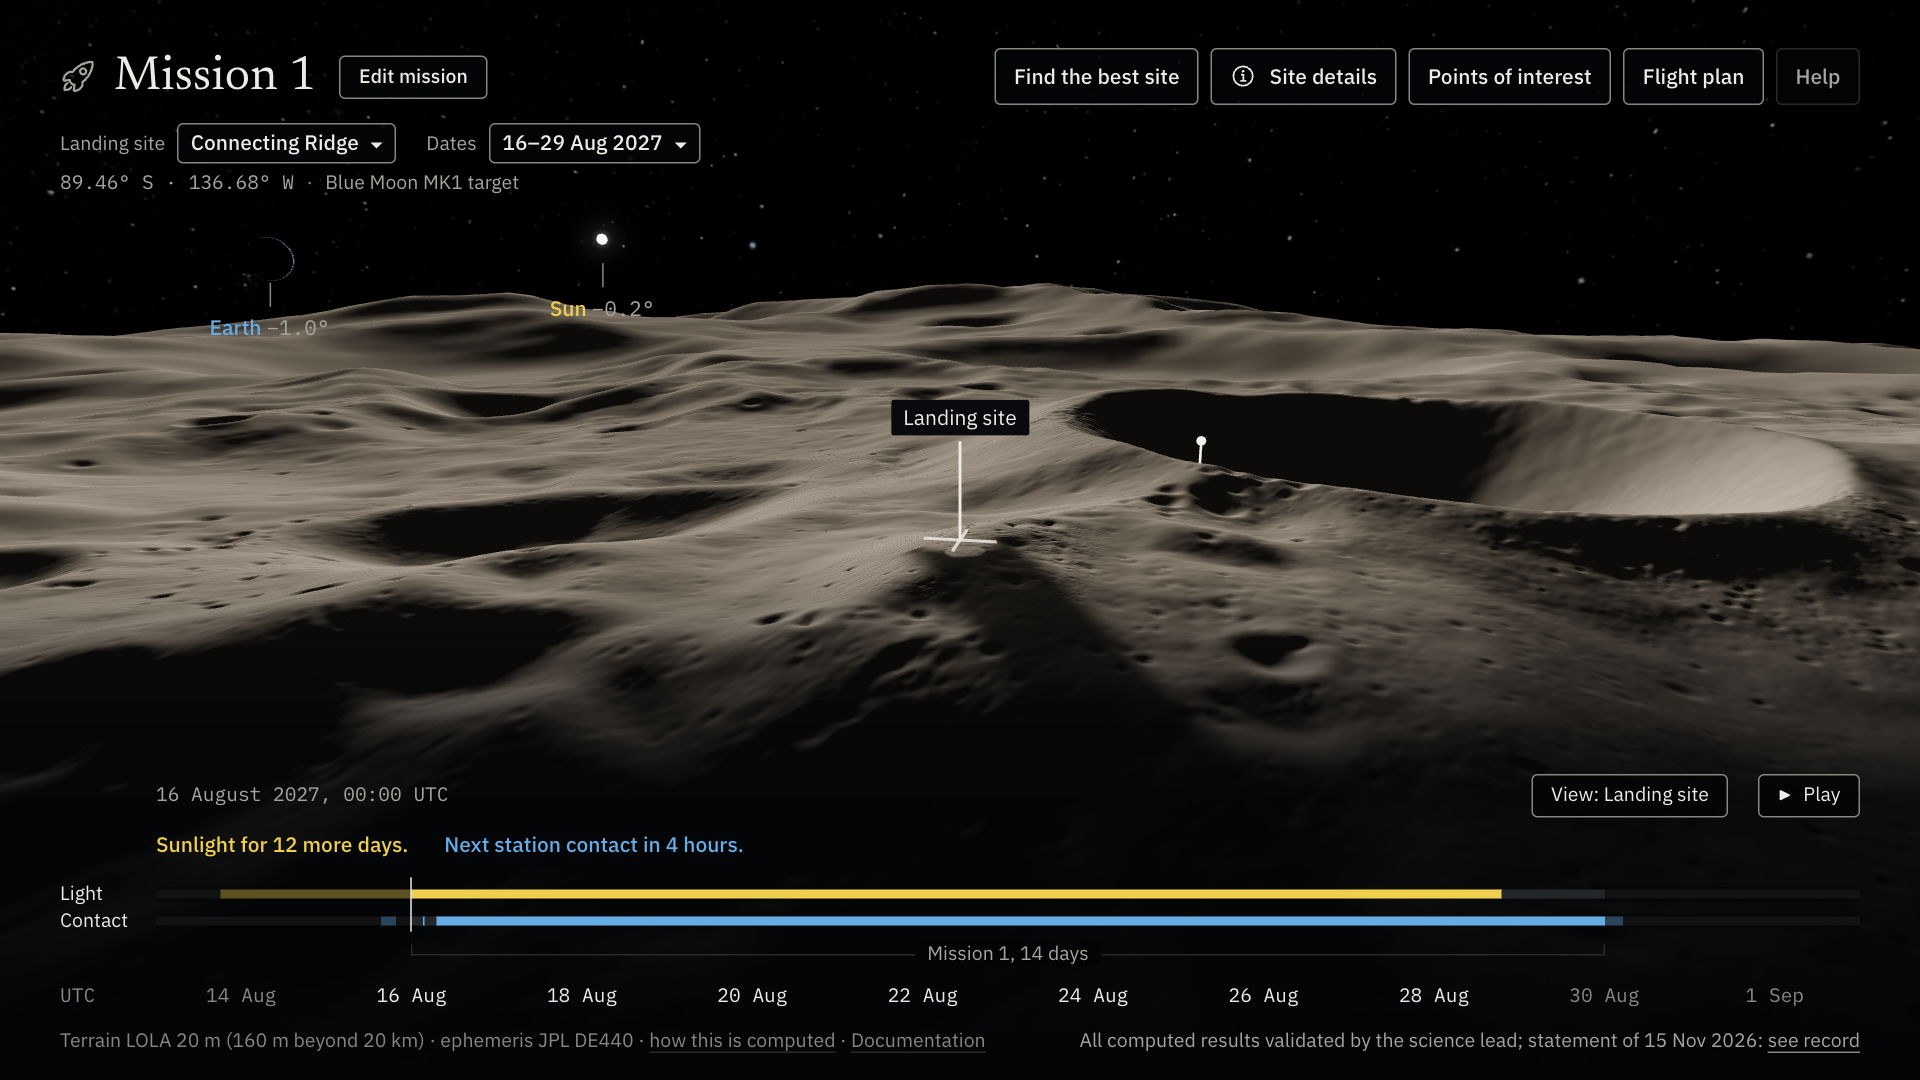 Mission 1 Edit mission Find the best site Site details Points of interest Flight plan Help
Landing site Connecting Ridge Dates 16–29 Aug 2027
89.46° S · 136.68° W · Blue Moon MK1 target
Sun −0.2°
Earth −1.0°
Landing site
16 August 2027, 00:00 UTC View: Landing site Play
Sunlight for 12 more days. Next station contact in 4 hours.
Light
Contact
Mission 1, 14 days
UTC 14 Aug 16 Aug 18 Aug 20 Aug 22 Aug 24 Aug 26 Aug 28 Aug 30 Aug 1 Sep
Terrain LOLA 20 m (160 m beyond 20 km) · ephemeris JPL DE440 · how this is computed · Documentation All computed results validated by the science lead; statement of 15 Nov 2026: see record